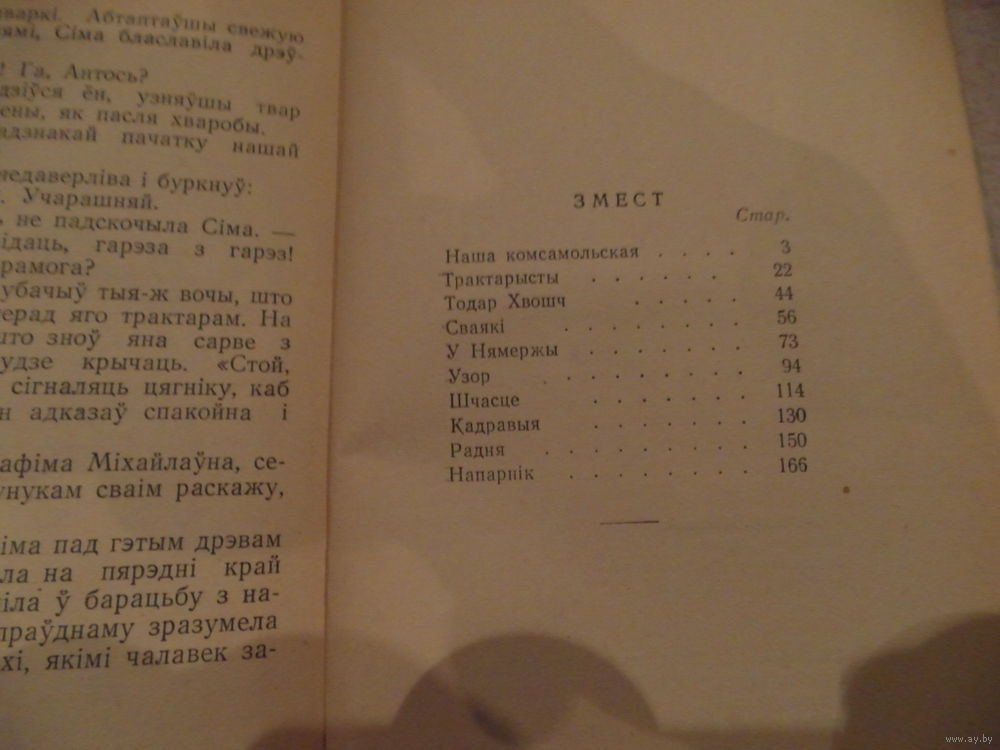 аваркі. Абтаптаўшы свежую
ямі, Сіма блаславіла дрэў-
! Га, Антось?
дзіўся ён, узняўшы твар
ены, як пасля хваробы.
адзнакай пачатку нашай
недаверліва і буркнуў:
. Учарашняй.
, не падскочыла Сіма. —
ідаць, гарэза з гарэз!
рамога?
убачыў тыя-ж вочы, што
ерад яго трактарам. На
што зноў яна сарве з
удзе крычаць. «Стой,
сігналяць цягніку, каб
н адказаў спакойна і
афіма Міхайлаўна, се-
унукам сваім раскажу,
іма пад гэтым дрэвам
ла на пярэдні край
іла ў барацьбу з на-
праўднаму зразумела
хі, якімі чалавек за-
ЗМЕСТ
Стар.
Наша комсамольская . . . . 3
Трактарысты . . . . . . 22
Тодар Хвошч . . . . . 44
Сваякі . . . . . . . 56
У Нямержы . . . . . . 73
Узор . . . . . . . . 94
Шчасце . . . . . . 114
Кадравыя . . . . . . 130
Радня . . . . . . . . 150
Напарнік . . . . . . . 166
www.ay.by